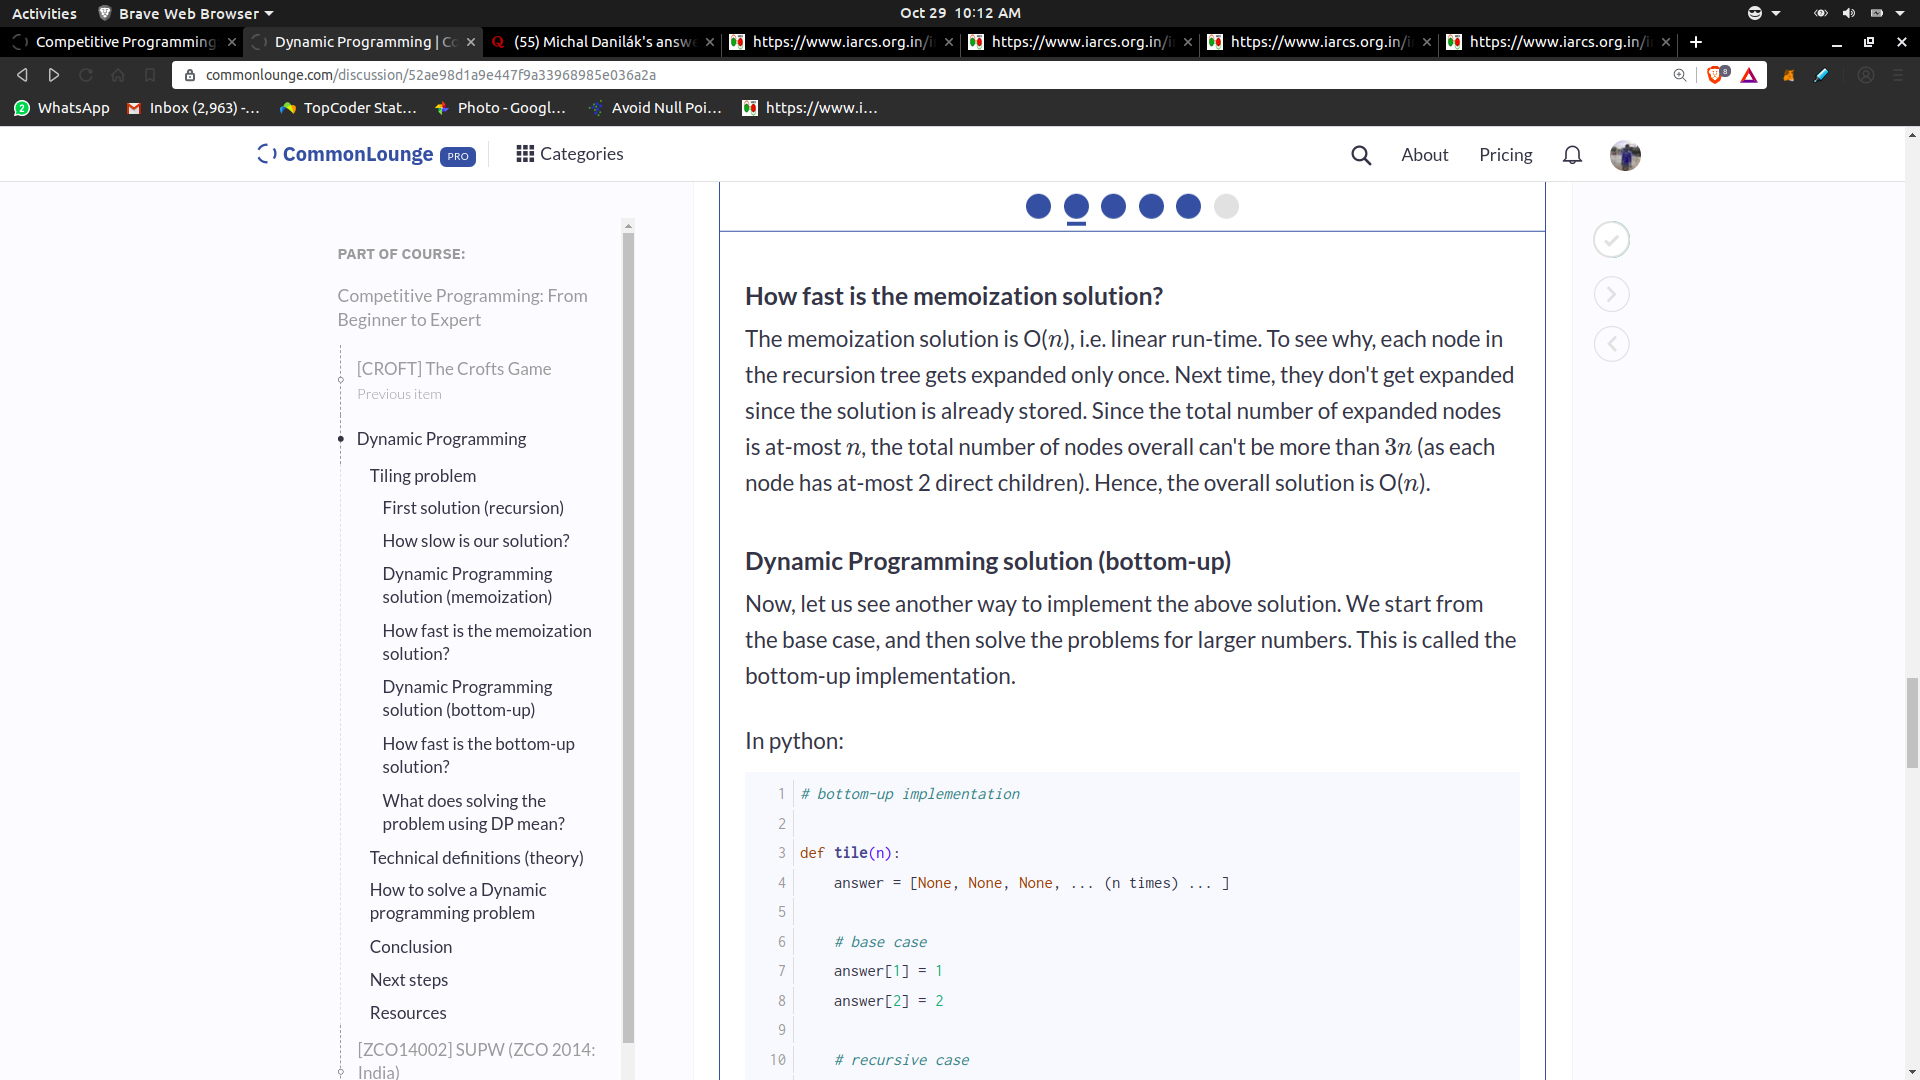 Activities Brave Web Browser Oct 29 10:12 AM
Competitive Programming Dynamic Programming | Co (55) Michal Danilák's answ https://www.iarcs.org.in/i https://www.iarcs.org.in/i https://www.iarcs.org.in/i https://www.iarcs.org.in/i
commonlounge.com/discussion/52ae98d1a9e447f9a33968985e036a2a 8
2 WhatsApp Inbox (2,963) -... TopCoder Stat... Photo - Googl... Avoid Null Poi... https://www.i...
CommonLounge PRO Categories About Pricing
PART OF COURSE:
Competitive Programming: From
Beginner to Expert
[CROFT] The Crofts Game
Previous item
Dynamic Programming
Tiling problem
First solution (recursion)
How slow is our solution?
Dynamic Programming
solution (memoization)
How fast is the memoization
solution?
Dynamic Programming
solution (bottom-up)
How fast is the bottom-up
solution?
What does solving the
problem using DP mean?
Technical definitions (theory)
How to solve a Dynamic
programming problem
Conclusion
Next steps
Resources
[ZCO14002] SUPW (ZCO 2014:
India)
How fast is the memoization solution?
The memoization solution is O(n), i.e. linear run-time. To see why, each node in
the recursion tree gets expanded only once. Next time, they don't get expanded
since the solution is already stored. Since the total number of expanded nodes
is at-most n, the total number of nodes overall can't be more than 3n (as each
node has at-most 2 direct children). Hence, the overall solution is O(n).
Dynamic Programming solution (bottom-up)
Now, let us see another way to implement the above solution. We start from
the base case, and then solve the problems for larger numbers. This is called the
bottom-up implementation.
In python:
1 # bottom-up implementation
2
3 def tile(n):
4 answer = [None, None, None, ... (n times) ... ]
5
6 # base case
7 answer[1] = 1
8 answer[2] = 2
9
10 # recursive case